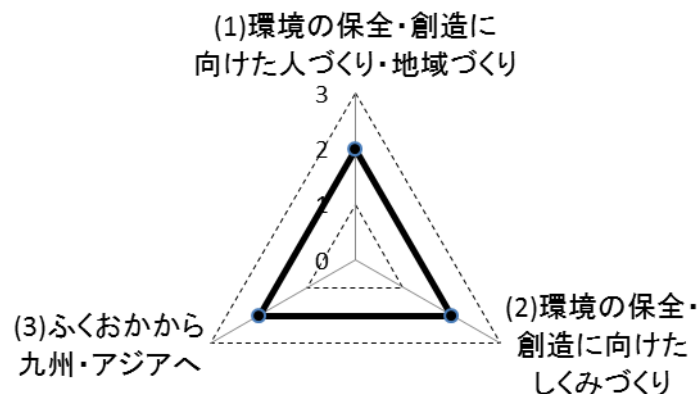 (1)環境の保全・創造に
向けた人づくり・地域づくり
3
2
1
0
(3)ふくおかから
九州・アジアへ
(2)環境の保全・
創造に向けた
しくみづくり